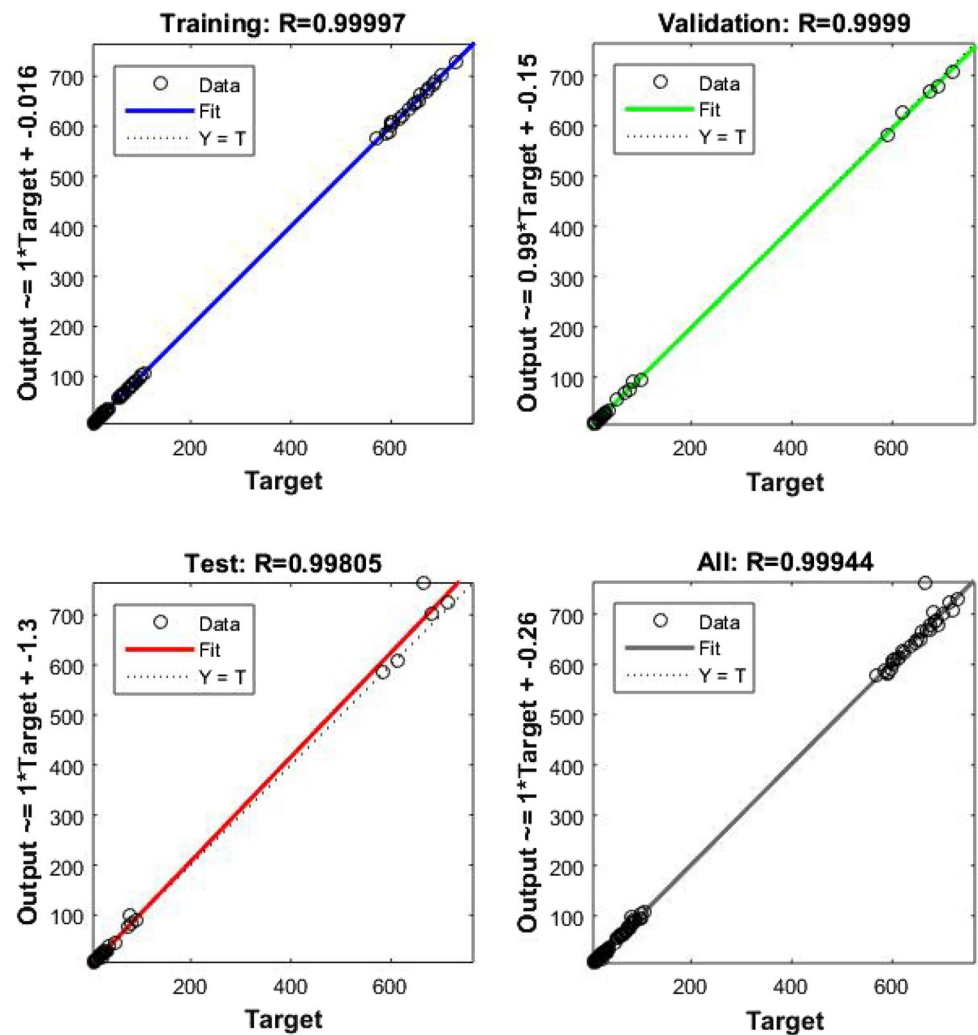 Training: R=0.99997
Output ~= 1*Target + -0.016
700
600
500
400
300
200
100
Data
Fit
Y = T
200
400
600
Target
Validation: R=0.9999
Output ~= 0.99*Target + -0.15
700
600
500
400
300
200
100
Data
Fit
Y = T
200
400
600
Target
Test: R=0.99805
Output ~= 1*Target + -1.3
700
600
500
400
300
200
100
Data
Fit
Y = T
200
400
600
Target
All: R=0.99944
Output ~= 1*Target + -0.26
700
600
500
400
300
200
100
Data
Fit
Y = T
200
400
600
Target